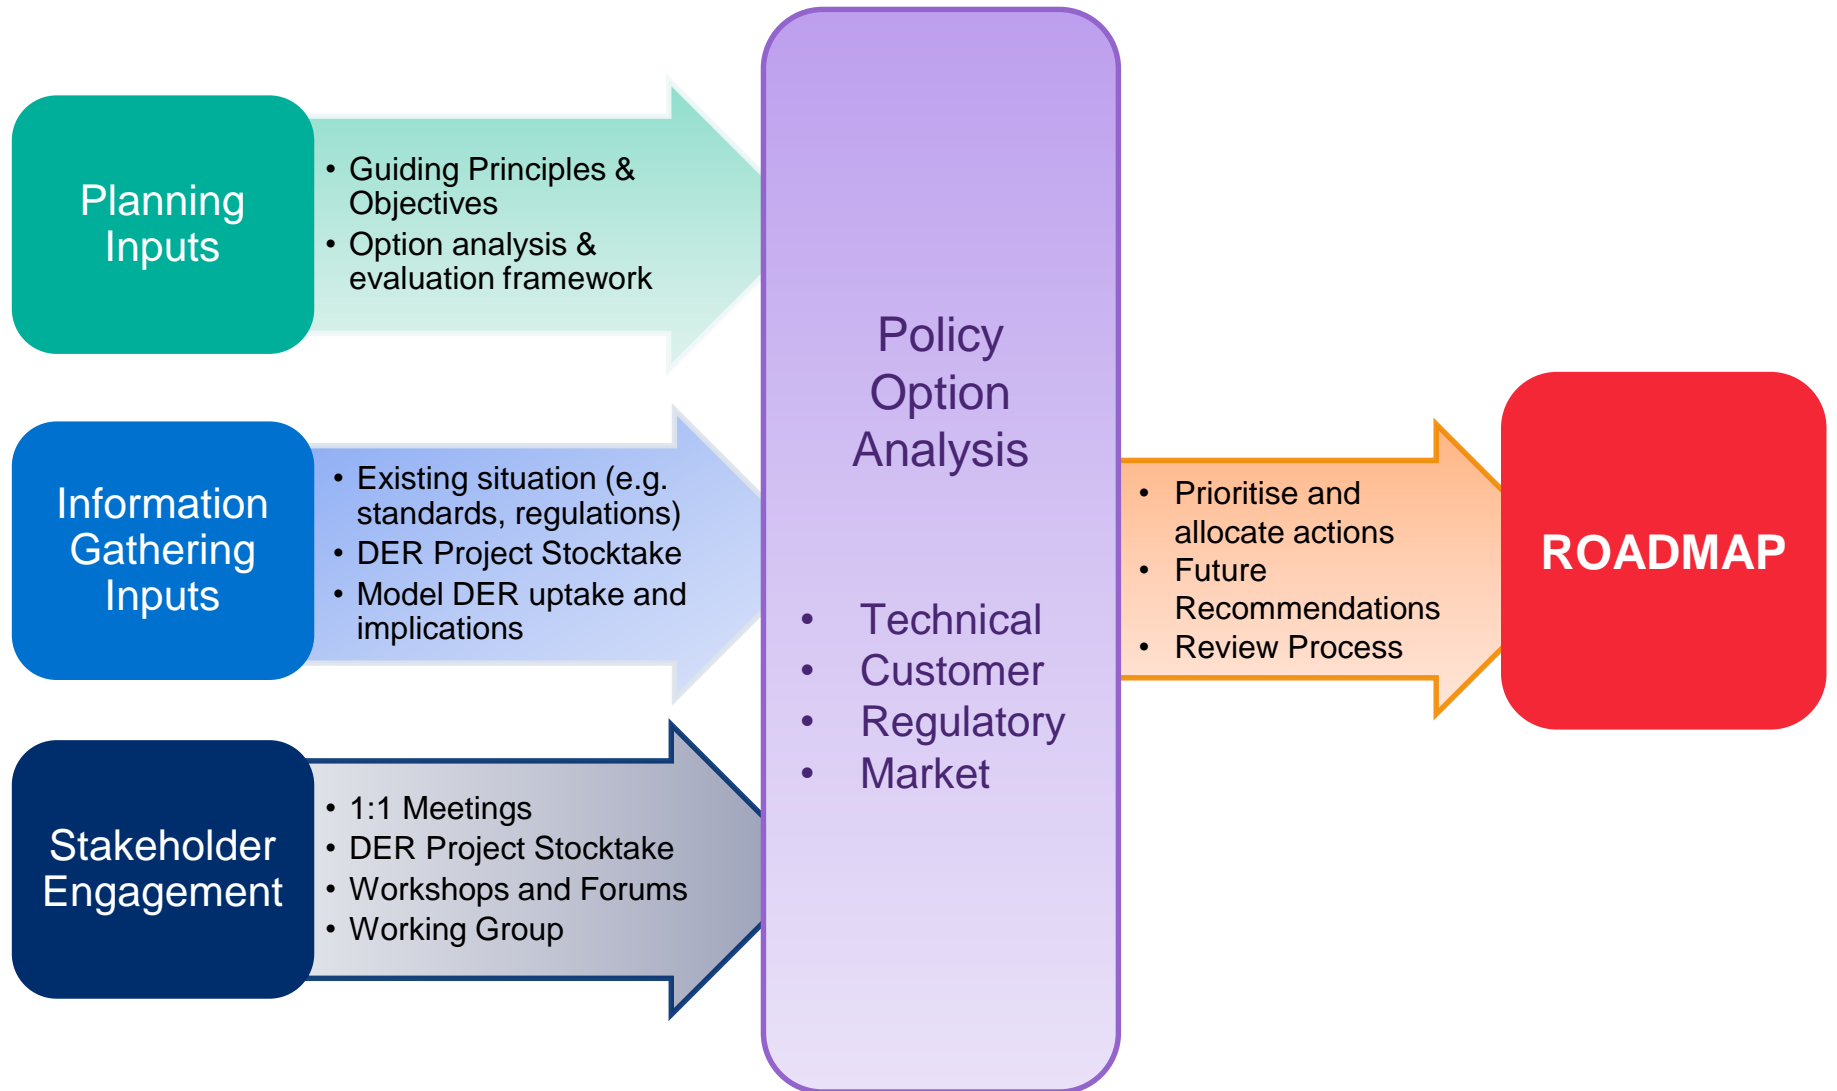 Planning
Inputs
• Guiding Principles &
Objectives
• Option analysis &
evaluation framework
Information
Gathering
Inputs
• Existing situation (e.g.
standards, regulations)
• DER Project Stocktake
• Model DER uptake and
implications
Stakeholder
Engagement
• 1:1 Meetings
• DER Project Stocktake
• Workshops and Forums
• Working Group
Policy
Option
Analysis
• Technical
• Customer
• Regulatory
• Market
• Prioritise and
allocate actions
• Future
Recommendations
• Review Process
ROADMAP